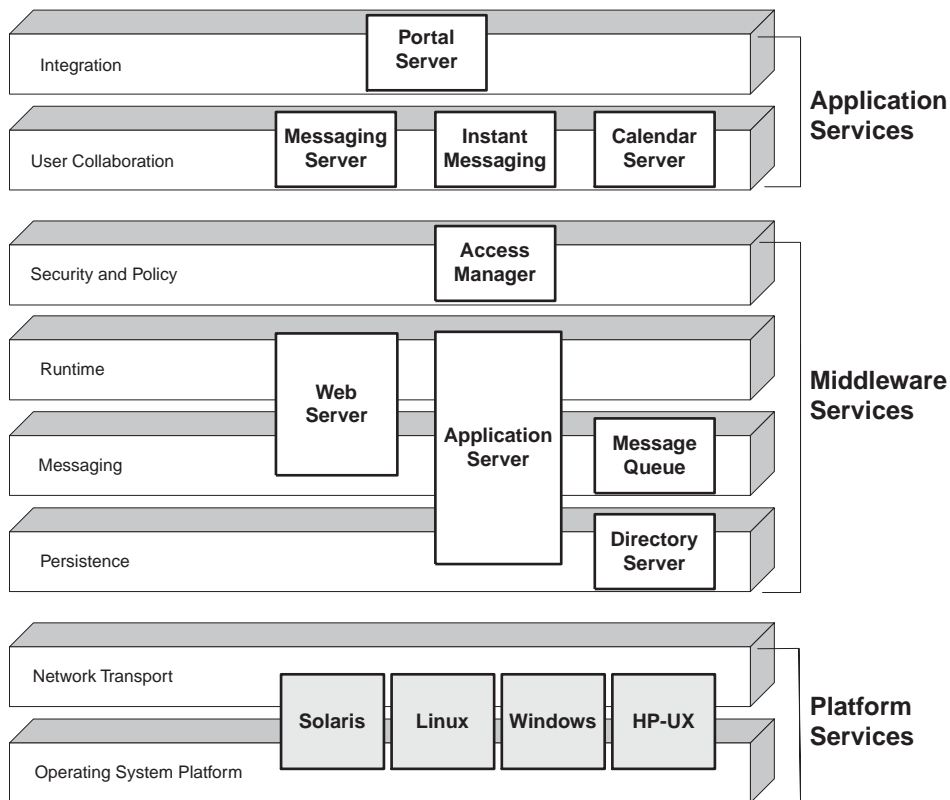 Portal
Server
Integration
Application
Services
Messaging
Server
Instant
Messaging
Calendar
Server
User Collaboration
Access
Manager
Security and Policy
Runtime
Web
Server
Application
Server
Middleware
Services
Message
Queue
Messaging
Directory
Server
Persistence
Network Transport
Solaris
Linux
Windows
HP-UX
Platform
Services
Operating System Platform